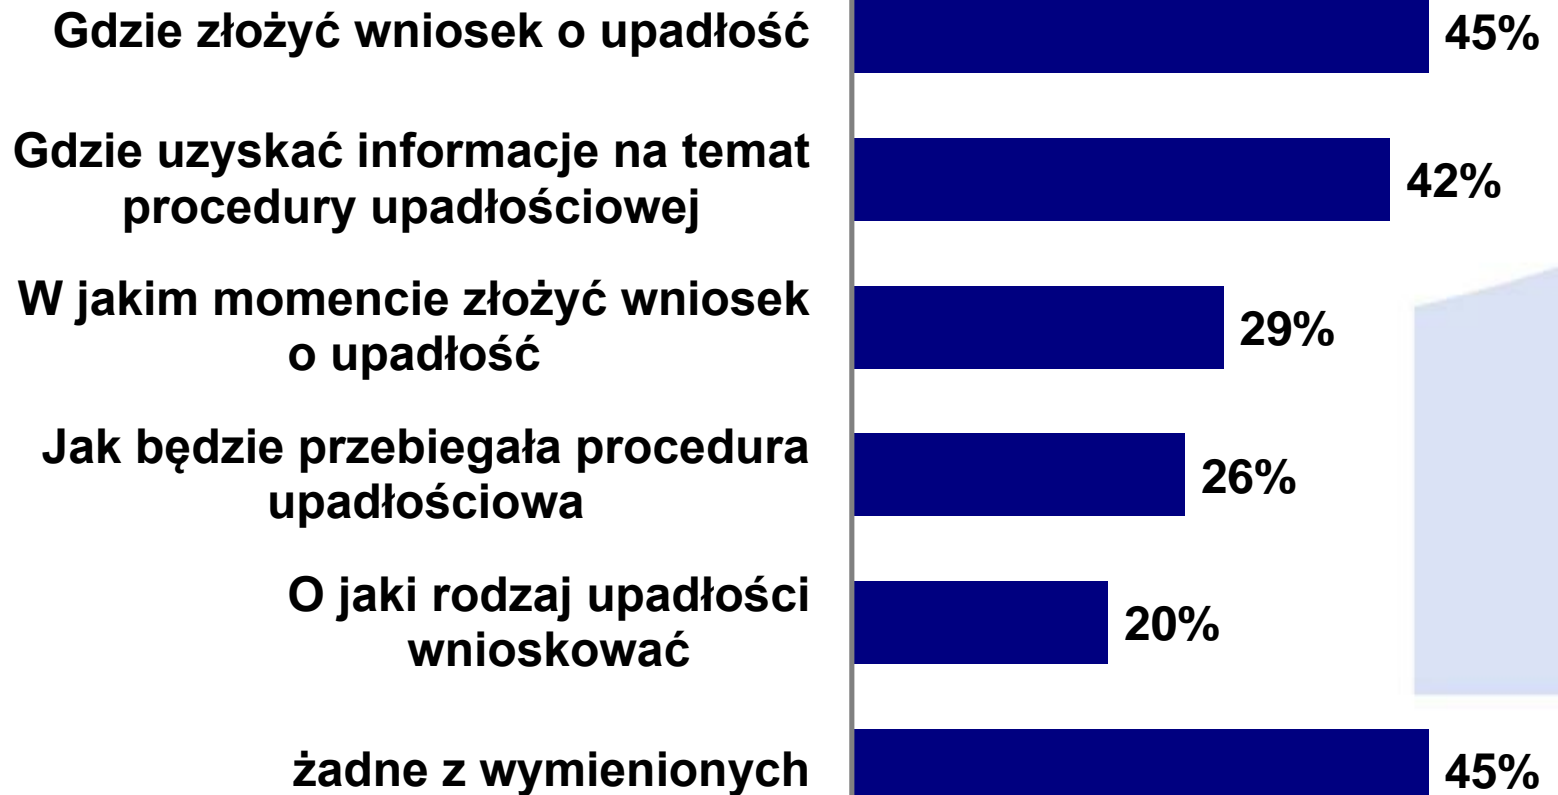 Gdzie złożyć wniosek o upadłość
45%
Gdzie uzyskać informacje na temat
procedury upadłościowej
42%
W jakim momencie złożyć wniosek
o upadłość
29%
Jak będzie przebiegała procedura
upadłościowa
26%
O jaki rodzaj upadłości
wnioskować
20%
żadne z wymienionych
45%